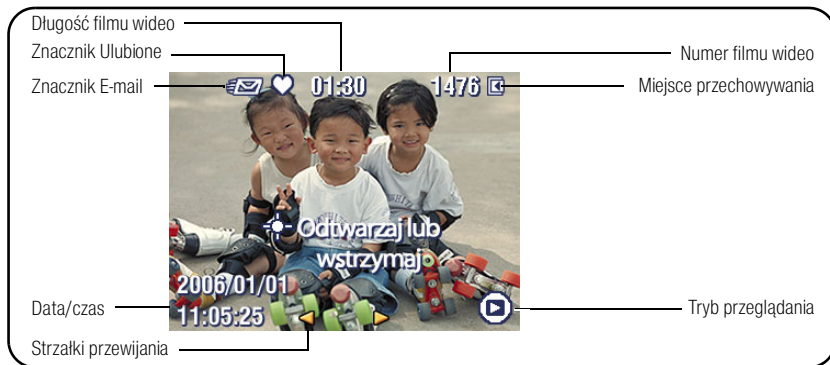 Długość filmu wideo
Znacznik Ulubione
Numer filmu wideo
Znacznik E-mail
01:30
1476
Miejsce przechowywania
Odtwarzaj lub
wstrzymaj
2006/01/01
Data/czas
11:05:25
Tryb przeglądania
Strzałki przewijania